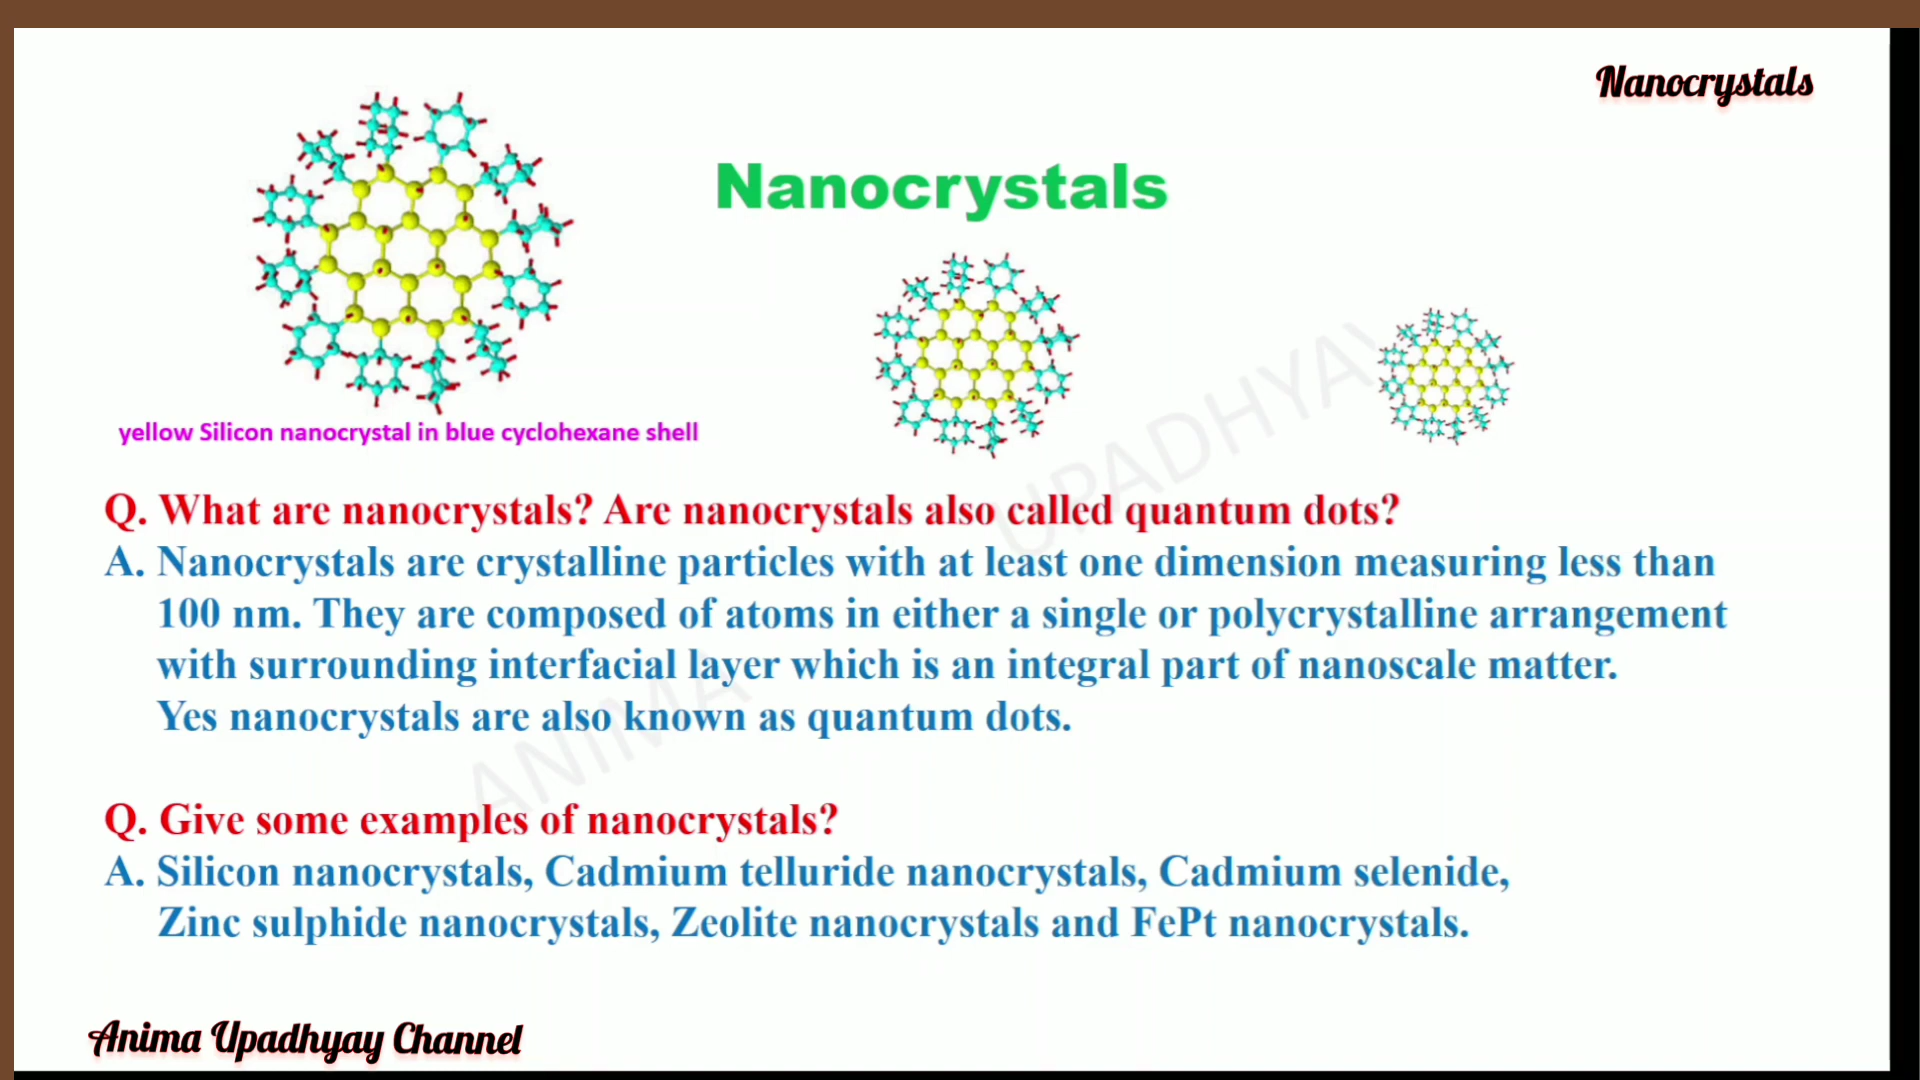 Nanocrystals
Nanocrystals
yellow Silicon nanocrystal in blue cyclohexane shell
Q. What are nanocrystals? Are nanocrystals also called quantum dots?
A. Nanocrystals are crystalline particles with at least one dimension measuring less than
100 nm. They are composed of atoms in either a single or polycrystalline arrangement
with surrounding interfacial layer which is an integral part of nanoscale matter.
Yes nanocrystals are also known as quantum dots.
Q. Give some examples of nanocrystals?
A. Silicon nanocrystals, Cadmium telluride nanocrystals, Cadmium selenide,
Zinc sulphide nanocrystals, Zeolite nanocrystals and FePt nanocrystals.
ANIMA UPADHYAY
Anima Upadhyay Channel